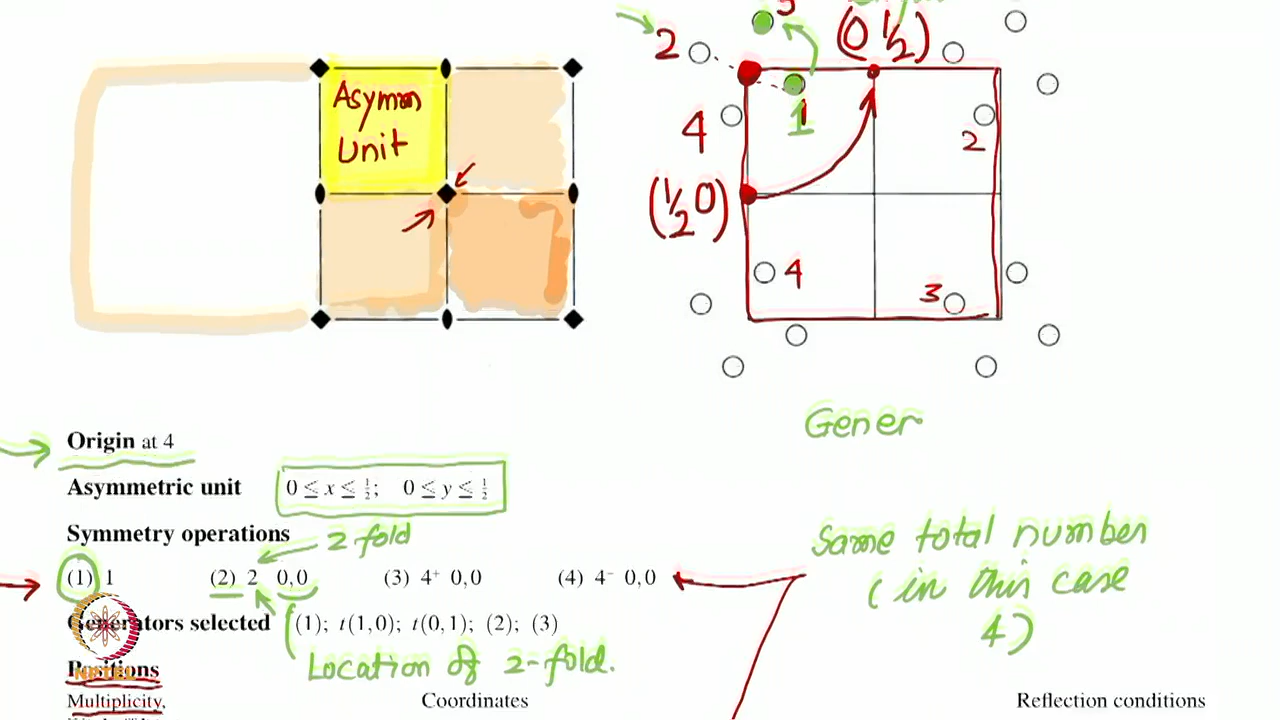 Asymm
Unit
2
(0 ½)
1
4
2
(½ 0)
4
3
Gener
Origin at 4
Asymmetric unit 0 ≤ x ≤ ½; 0 ≤ y ≤ ½
Symmetry operations
2 fold
(1) 1 (2) 2 0,0 (3) 4⁺ 0,0 (4) 4⁻ 0,0
Same total number
(in this case
4)
Generators selected (1); t(1,0); t(0,1); (2); (3)
Location of 2-fold.
Positions
NPTEL
Multiplicity,
Coordinates
Reflection conditions